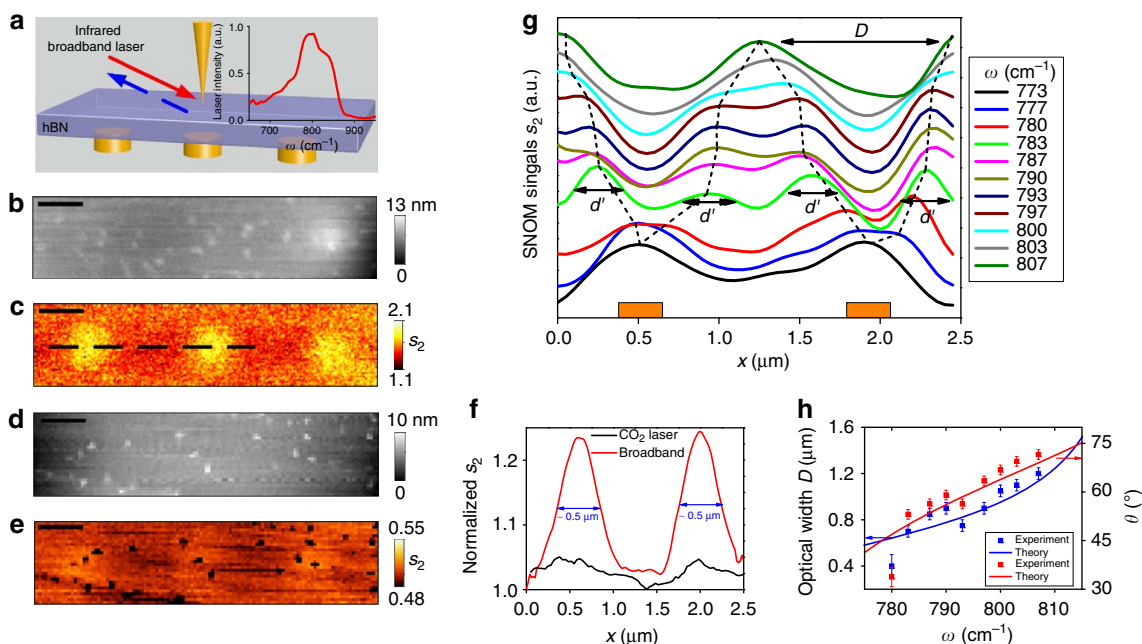 a
Infrared
broadband laser
hBN
Laser intensity (a.u.)
1.0
0.5
0
700
800
900
ω (cm⁻¹)
b
13 nm
0
c
2.1
s₂
1.1
d
10 nm
0
e
0.55
s₂
0.48
f
Normalized s₂
1.2
1.1
1.0
CO₂ laser
Broadband
~ 0.5 μm
~ 0.5 μm
0.0 0.5 1.0 1.5 2.0 2.5
x (μm)
g
SNOM singals s₂ (a.u.)
D
d'
d'
d'
d'
0.0 0.5 1.0 1.5 2.0 2.5
x (μm)
ω (cm⁻¹)
773
777
780
783
787
790
793
797
800
803
807
h
Optical width D (μm)
1.6
1.2
0.8
0.4
75
60
45
30
θ (°)
Experiment
Theory
Experiment
Theory
780 790 800 810
ω (cm⁻¹)